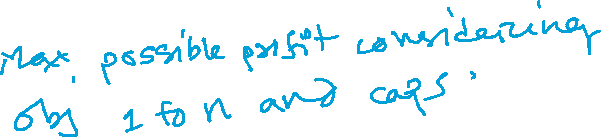 Max. possible profit considering
obj 1 to n and caps.